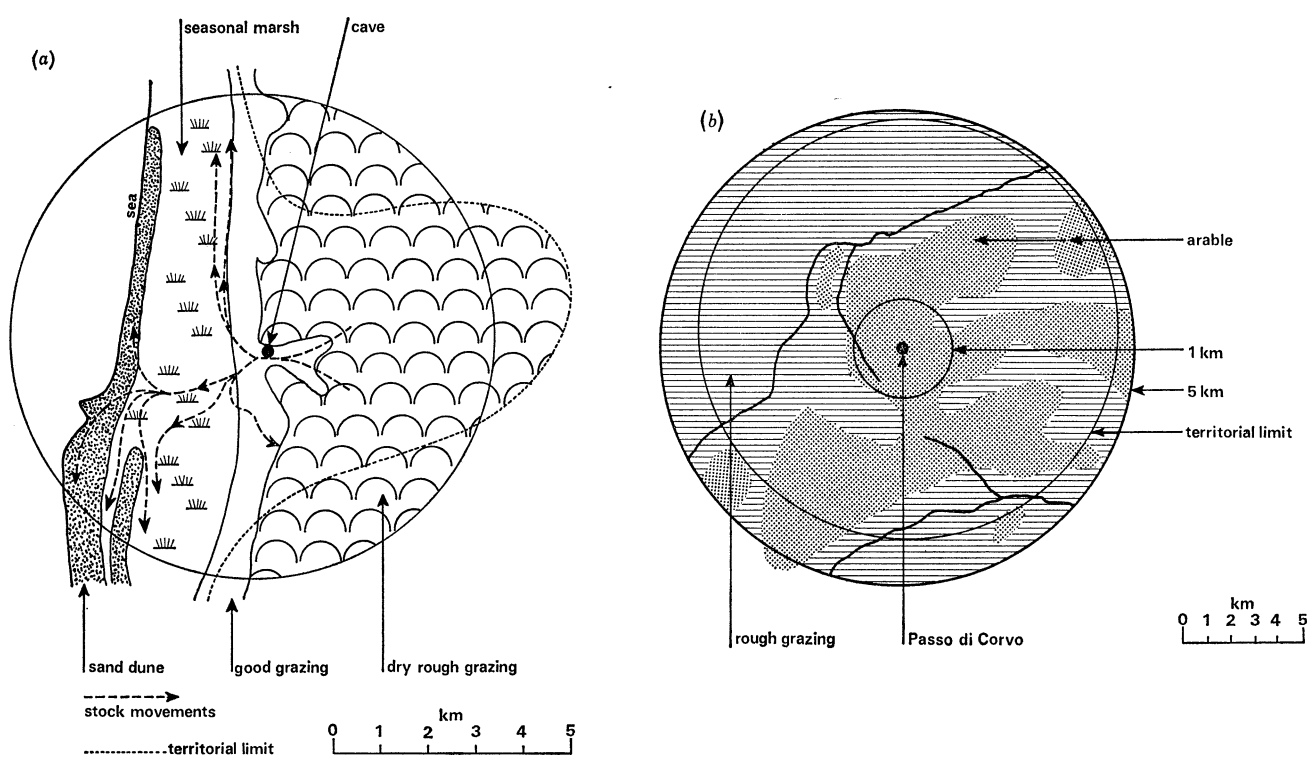 (a)
seasonal marsh
cave
sea
sand dune
good grazing
dry rough grazing
stock movements
territorial limit
km
0 1 2 3 4 5
(b)
arable
1 km
5 km
territorial limit
rough grazing
Passo di Corvo
km
0 1 2 3 4 5